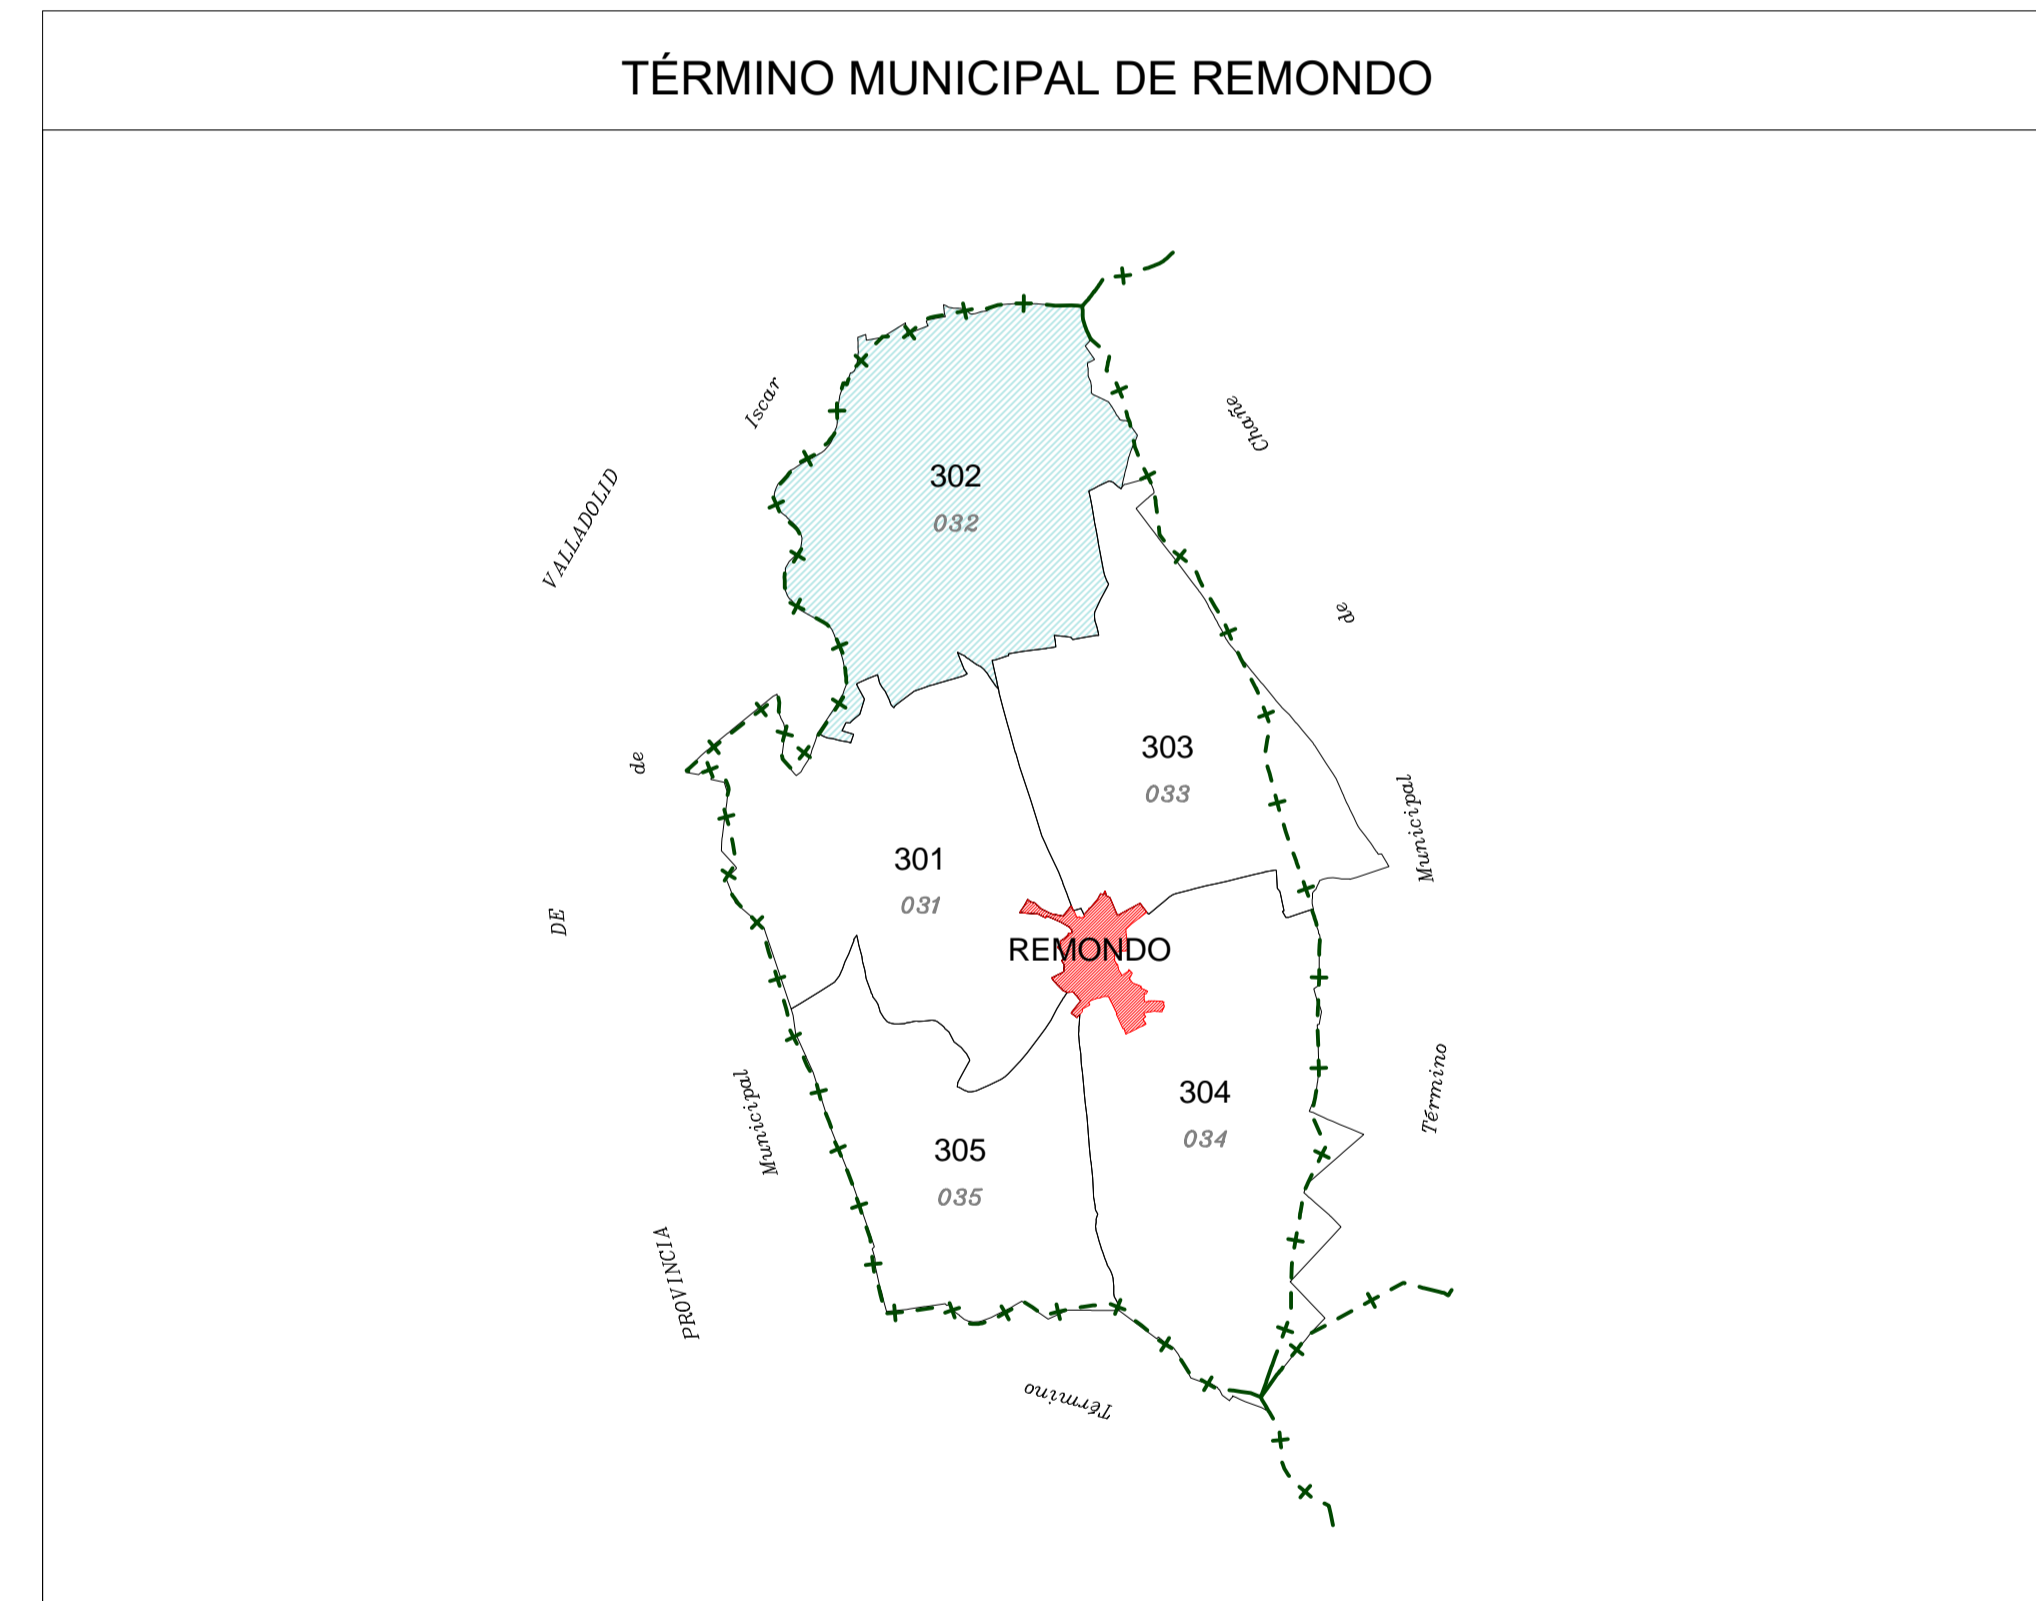 TÉRMINO MUNICIPAL DE REMONDO
PROVINCIA DE VALLADOLID
Término Municipal de Iscar
Término Municipal de Chañe
302
032
303
033
301
031
REMONDO
304
034
305
035